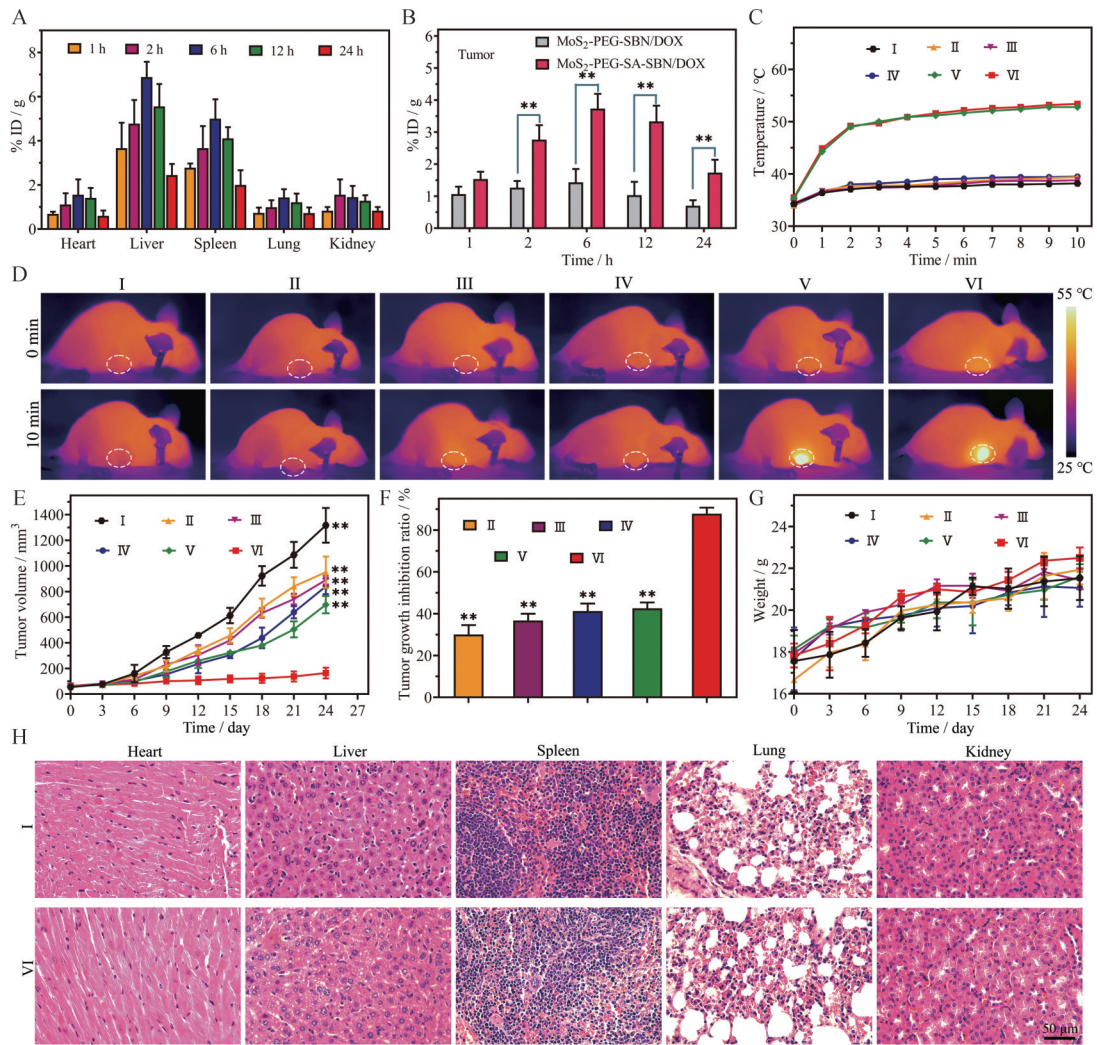 A
1 h 2 h 6 h 12 h 24 h
% ID / g
8
6
4
2
0
Heart Liver Spleen Lung Kidney
B
MoS₂-PEG-SBN/DOX
MoS₂-PEG-SA-SBN/DOX
Tumor
% ID / g
6
5
4
3
2
1
0
** ** ** **
1 2 6 12 24
Time / h
C
I II III
IV V VI
Temperature / °C
70
60
50
40
30
0 1 2 3 4 5 6 7 8 9 10
Time / min
D
I II III IV V VI
0 min
10 min
55 °C
25 °C
E
I II III
IV V VI
Tumor volume / mm³
1400
1200
1000
800
600
400
200
0
**
**
**
**
**
0 3 6 9 12 15 18 21 24 27
Time / day
F
II III IV
V VI
Tumor growth inhibition ratio / %
80
60
40
20
0
** ** ** **
G
I II III
IV V VI
Weight / g
24
22
20
18
16
0 3 6 9 12 15 18 21 24
Time / day
H
Heart Liver Spleen Lung Kidney
I
VI
50 μm